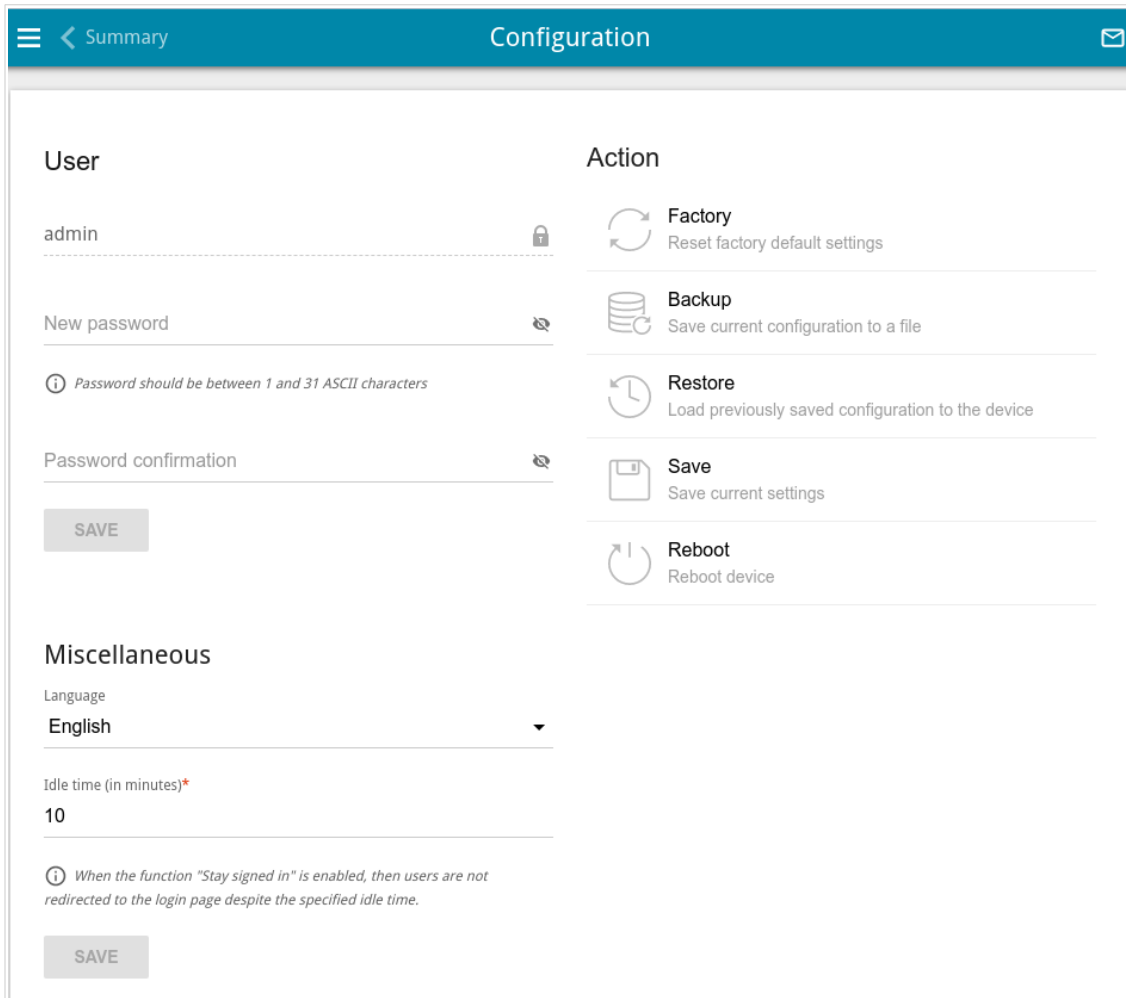 Summary
Configuration
User
admin
New password
Password should be between 1 and 31 ASCII characters
Password confirmation
SAVE
Miscellaneous
Language
English
Idle time (in minutes)*
10
When the function "Stay signed in" is enabled, then users are not
redirected to the login page despite the specified idle time.
SAVE
Action
Factory
Reset factory default settings
Backup
Save current configuration to a file
Restore
Load previously saved configuration to the device
Save
Save current settings
Reboot
Reboot device